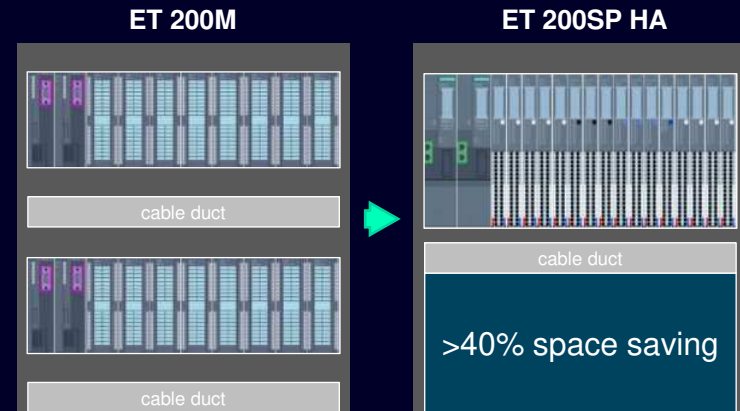 ET 200M
cable duct
cable duct
ET 200SP HA
cable duct
>40% space saving